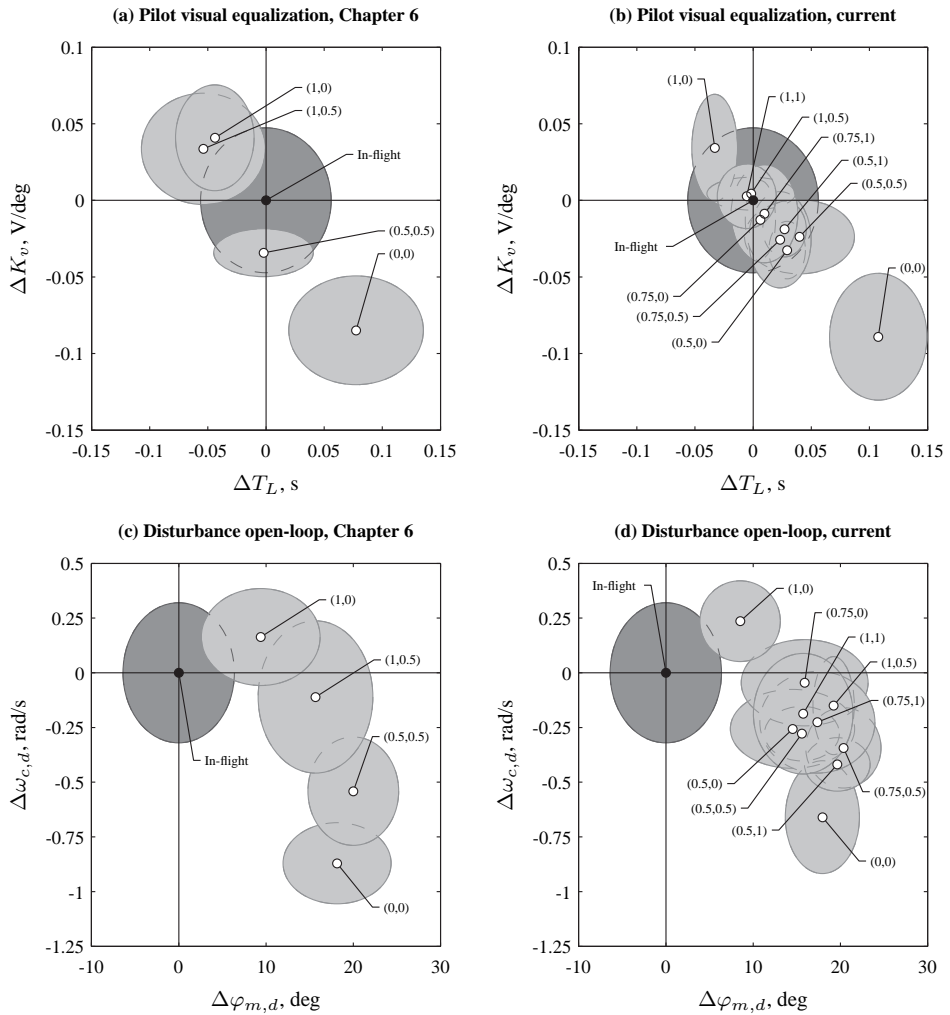 (a) Pilot visual equalization, Chapter 6
0.1
0.05
0
-0.05
-0.1
-0.15
ΔK_v, V/deg
(1,0)
(1,0.5)
In-flight
(0.5,0.5)
(0,0)
-0.15 -0.1 -0.05 0 0.05 0.1 0.15
ΔT_L, s
(b) Pilot visual equalization, current
0.1
0.05
0
-0.05
-0.1
-0.15
ΔK_v, V/deg
(1,0)
(1,1)
(1,0.5)
(0.75,1)
(0.5,1)
(0.5,0.5)
In-flight
(0,0)
(0.75,0)
(0.75,0.5)
(0.5,0)
-0.15 -0.1 -0.05 0 0.05 0.1 0.15
ΔT_L, s
(c) Disturbance open-loop, Chapter 6
0.5
0.25
0
-0.25
-0.5
-0.75
-1
-1.25
Δω_{c,d}, rad/s
(1,0)
(1,0.5)
In-flight
(0.5,0.5)
(0,0)
-10 0 10 20 30
Δφ_{m,d}, deg
(d) Disturbance open-loop, current
0.5
0.25
0
-0.25
-0.5
-0.75
-1
-1.25
Δω_{c,d}, rad/s
In-flight
(1,0)
(0.75,0)
(1,1)
(1,0.5)
(0.75,1)
(0.5,0)
(0.75,0.5)
(0.5,0.5)
(0.5,1)
(0,0)
-10 0 10 20 30
Δφ_{m,d}, deg